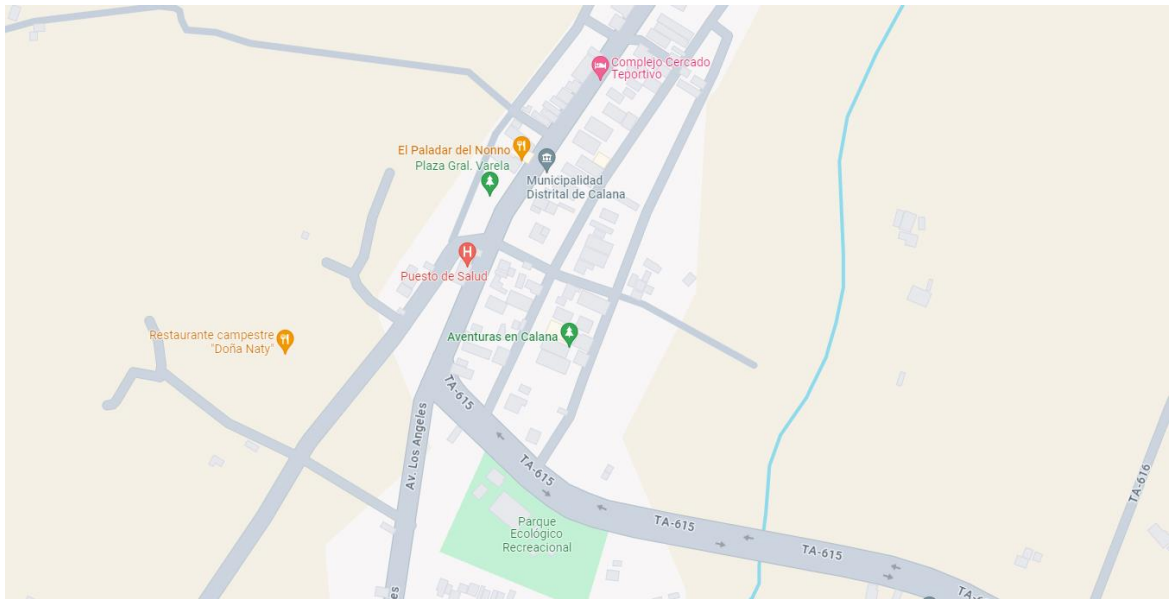 Complejo Cercado
Teportivo
El Paladar del Nonno
Plaza Gral. Varela
Municipalidad
Distrital de Calana
H
Puesto de Salud
Restaurante campestre
"Doña Naty"
Aventuras en Calana
TA-615
Av. Los Angeles
TA-615
TA-616
Parque
Ecológico
Recreacional
TA-615
TA-615